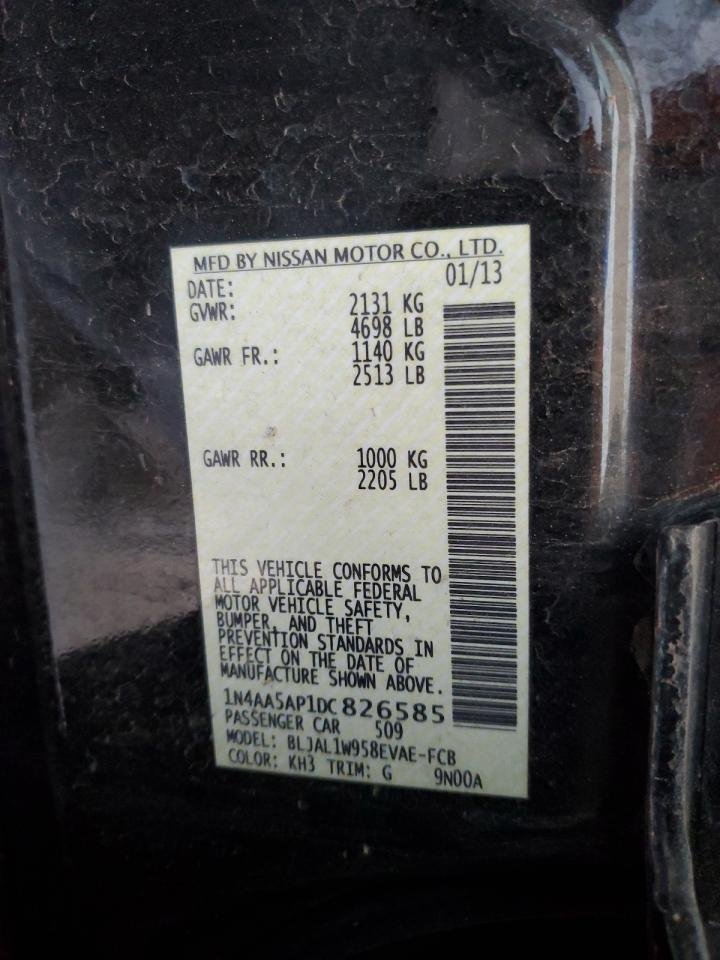 MFD BY NISSAN MOTOR CO., LTD.
DATE: 01/13
GVWR: 2131 KG
4698 LB
GAWR FR.: 1140 KG
2513 LB
GAWR RR.: 1000 KG
2205 LB
THIS VEHICLE CONFORMS TO
ALL APPLICABLE FEDERAL
MOTOR VEHICLE SAFETY,
BUMPER, AND THEFT
PREVENTION STANDARDS IN
EFFECT ON THE DATE OF
MANUFACTURE SHOWN ABOVE.
1N4AA5AP1DC826585
PASSENGER CAR 509
MODEL: BLJAL1W958EVAE-FCB
COLOR: KH3 TRIM: G 9N00A